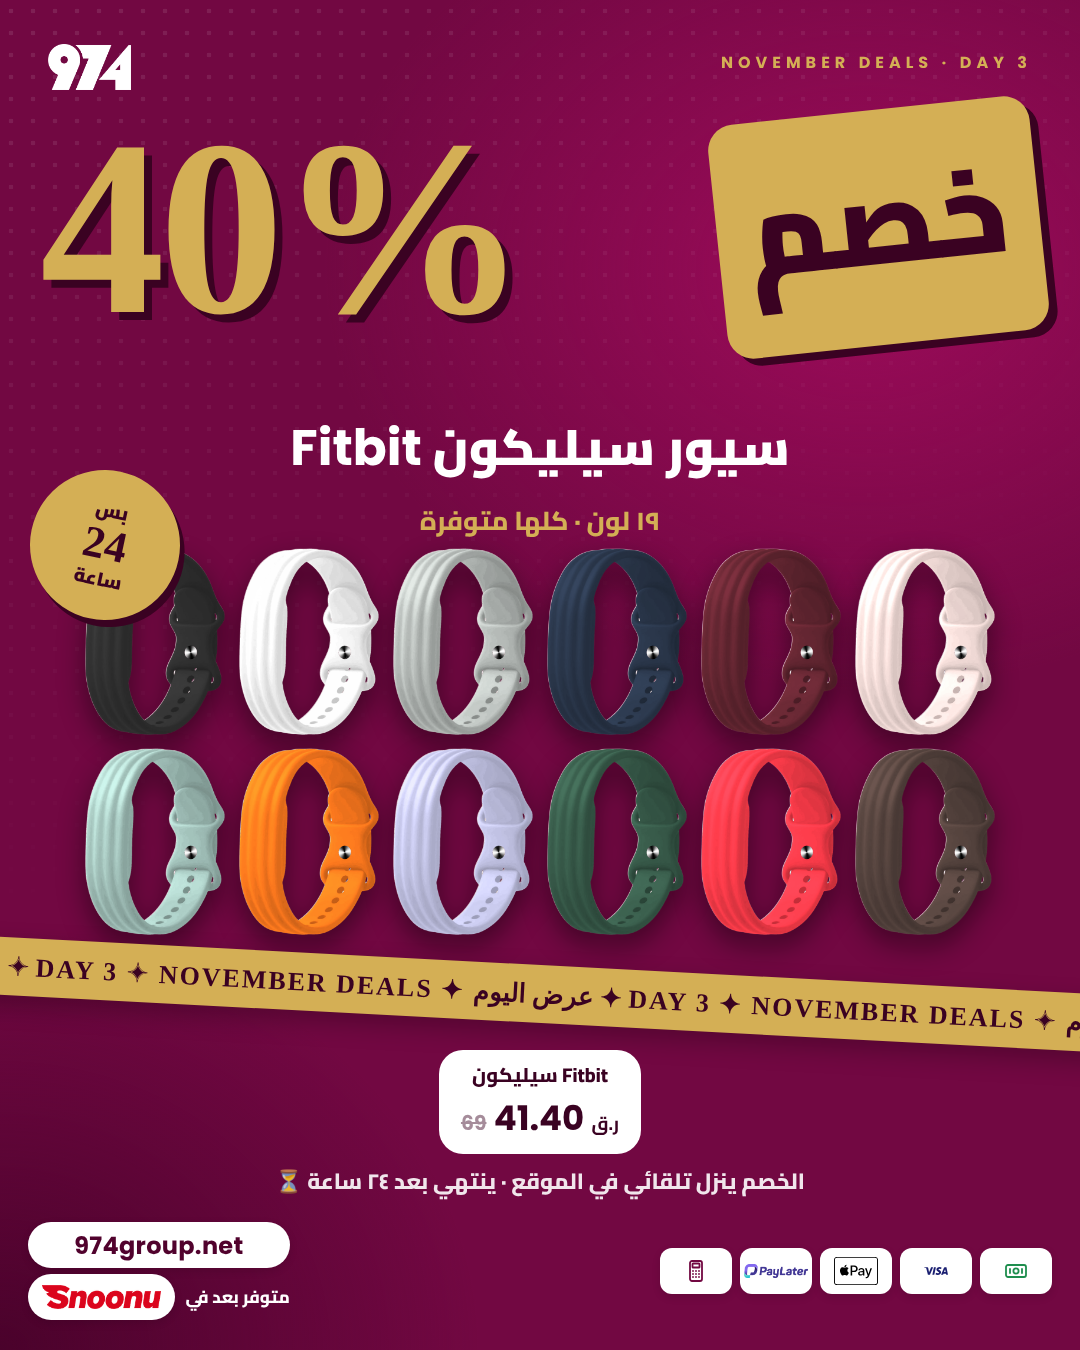 974
NOVEMBER DEALS · DAY 3
40%
خصم
سيور سيليكون Fitbit
١٩ لون · كلها متوفرة
بس
24
ساعة
✦ DAY 3 ✦ NOVEMBER DEALS ✦ عرض اليوم ✦ DAY 3 ✦ NOVEMBER DEALS ✦
Fitbit سيليكون
ر.ق 41.40 69
الخصم ينزل تلقائي في الموقع · ينتهي بعد ٢٤ ساعة ⏳
974group.net
متوفر بعد في Snoonu
PayLater
Pay
VISA